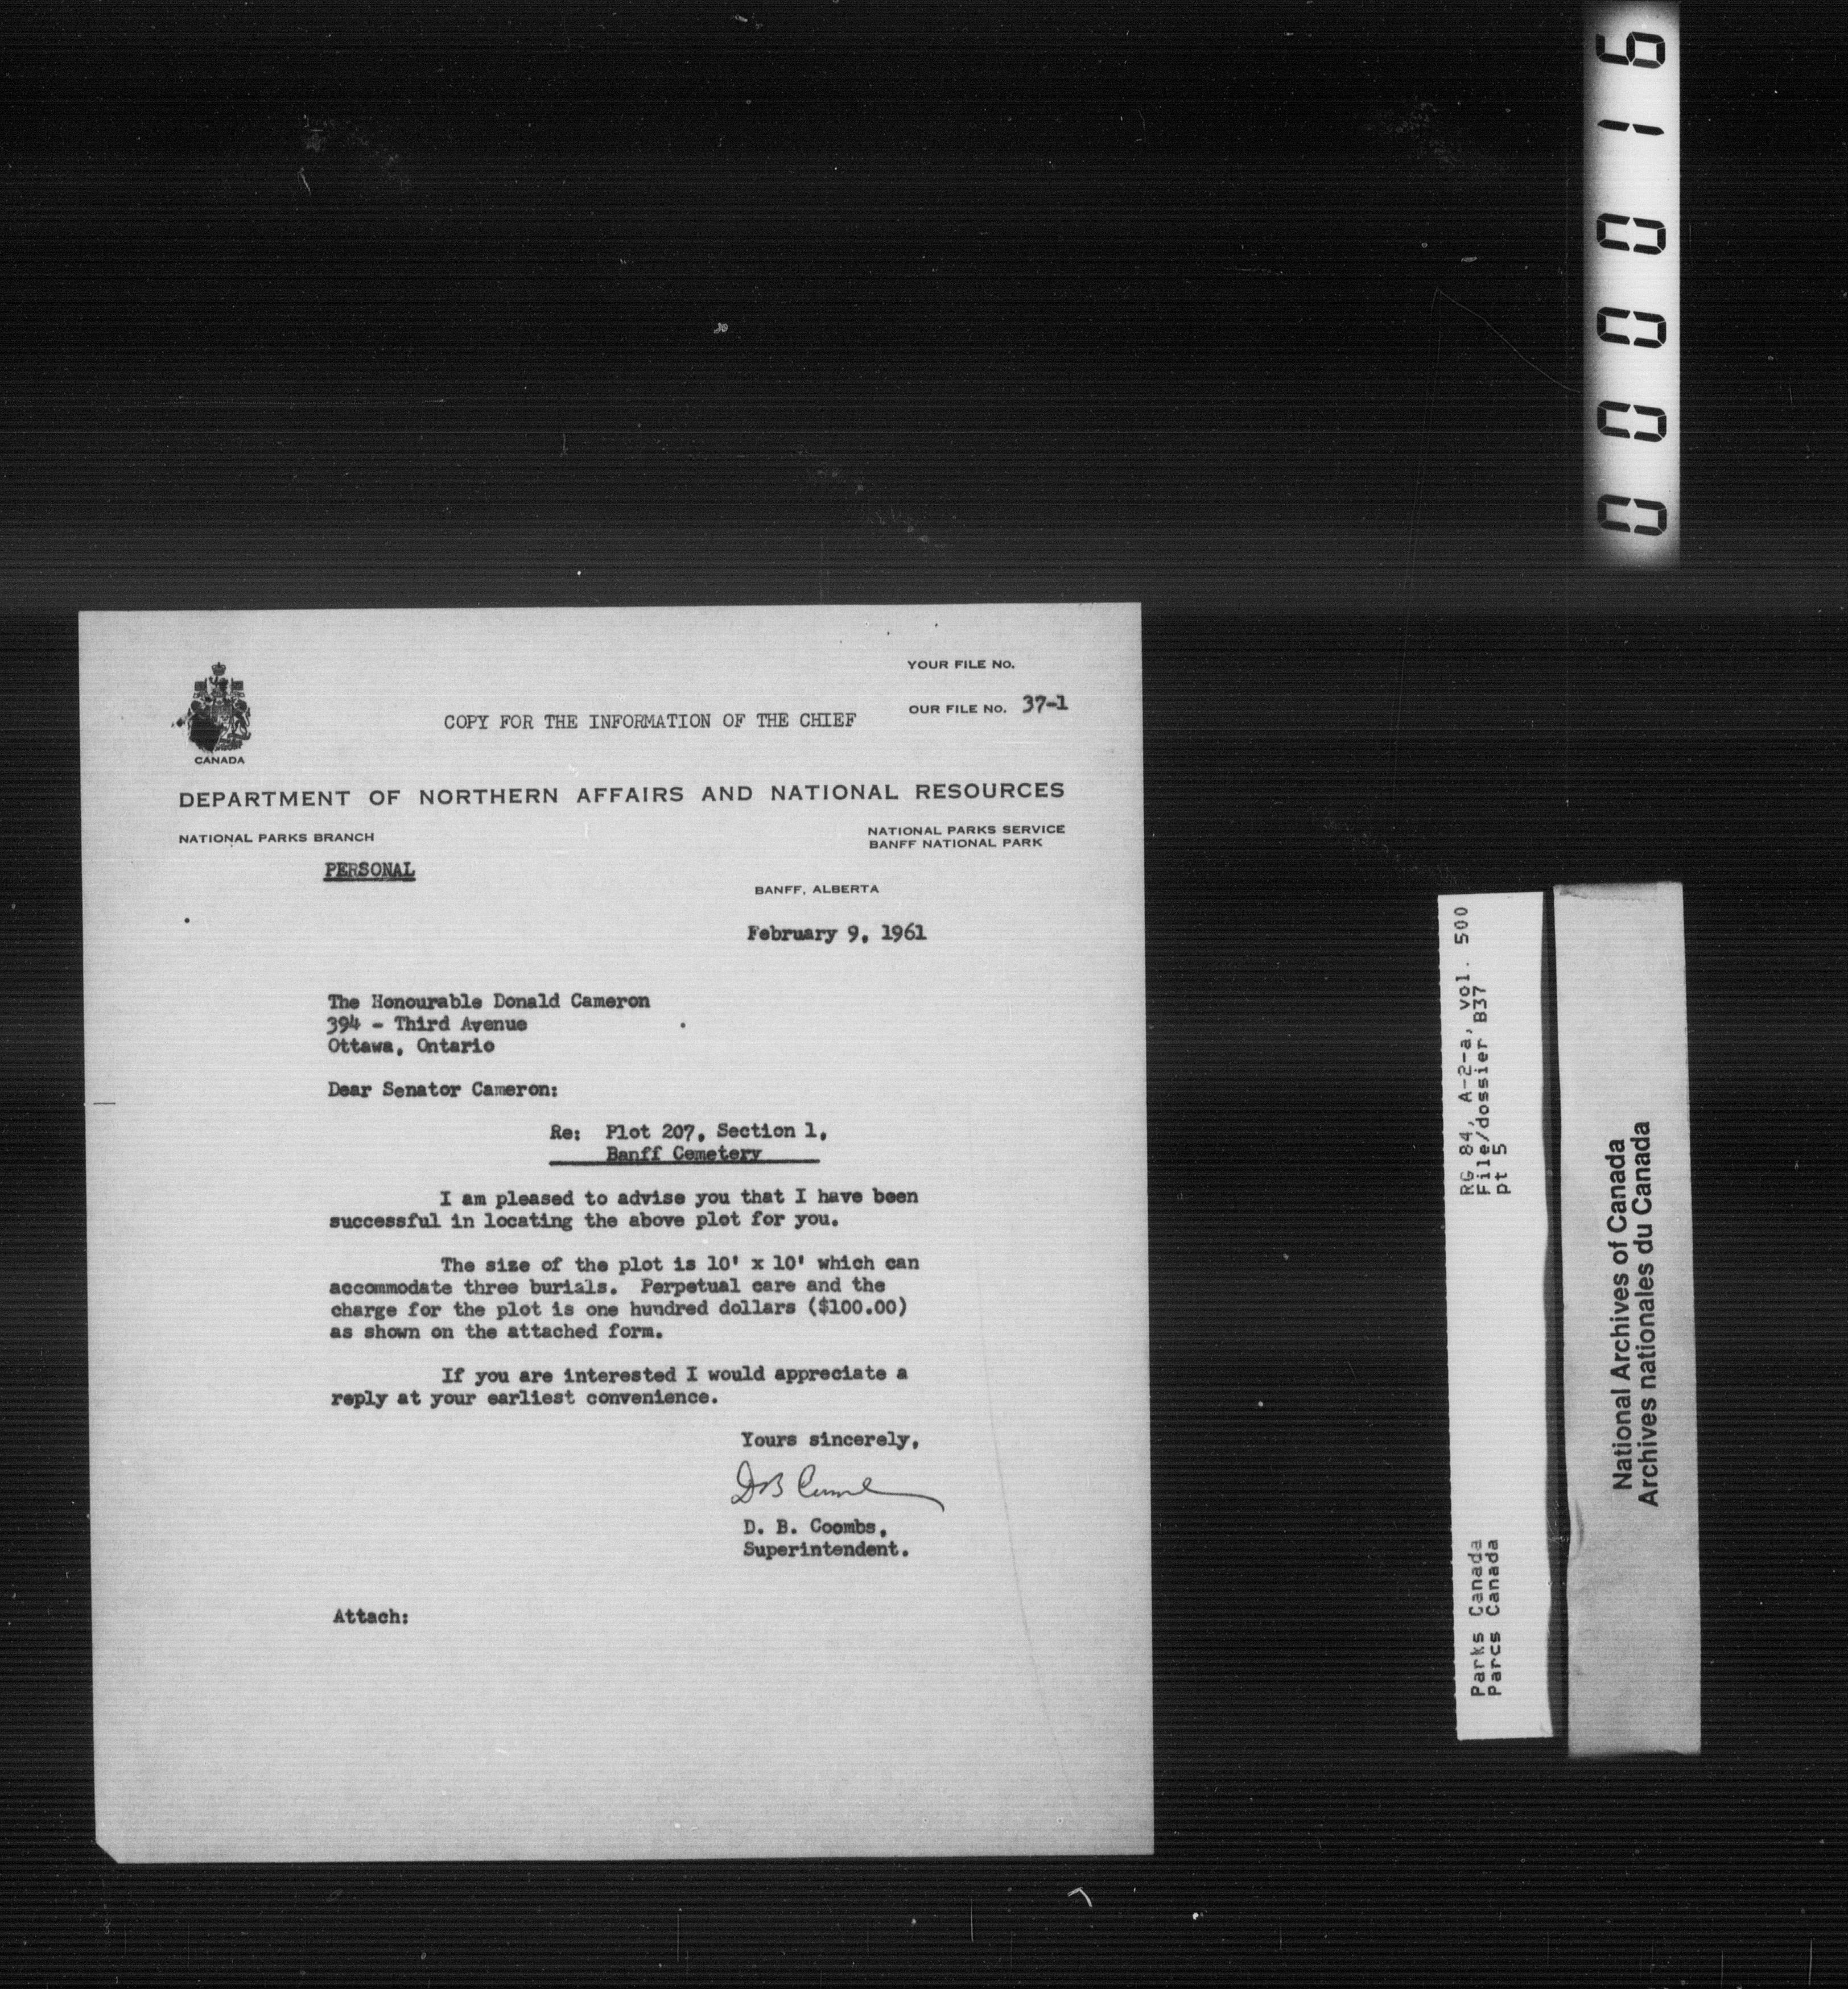 000016
YOUR FILE No.
OUR FILE No. 37-1
COPY FOR THE INFORMATION OF THE CHIEF
CANADA
DEPARTMENT OF NORTHERN AFFAIRS AND NATIONAL RESOURCES
NATIONAL PARKS BRANCH
NATIONAL PARKS SERVICE
BANFF NATIONAL PARK
PERSONAL
BANFF, ALBERTA
February 9, 1961
The Honourable Donald Cameron
394 - Third Avenue
Ottawa, Ontario
Dear Senator Cameron:
Re: Plot 207, Section 1,
Banff Cemetery
I am pleased to advise you that I have been
successful in locating the above plot for you.
The size of the plot is 10' x 10' which can
accommodate three burials. Perpetual care and the
charge for the plot is one hundred dollars ($100.00)
as shown on the attached form.
If you are interested I would appreciate a
reply at your earliest convenience.
Yours sincerely,
D. B. Coombs,
Superintendent.
Attach:
RG 84, A-2-a, vol. 500
File/dossier B37
pt 5
Parks Canada
Parcs Canada
National Archives of Canada
Archives nationales du Canada